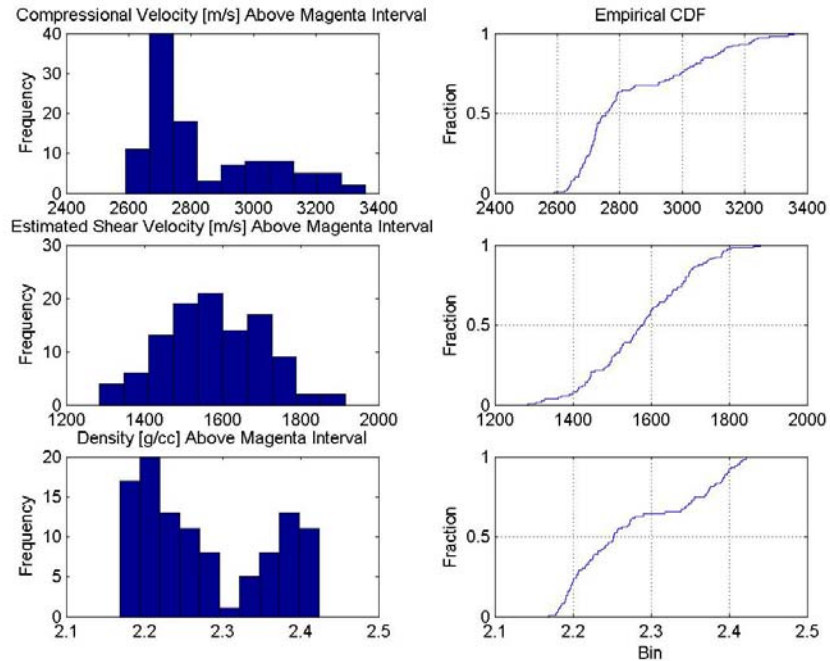 Compressional Velocity [m/s] Above Magenta Interval
Empirical CDF
40
30
20
10
0
Frequency
2400 2600 2800 3000 3200 3400
1
0.5
0
Fraction
2400 2600 2800 3000 3200 3400
Estimated Shear Velocity [m/s] Above Magenta Interval
30
20
10
0
Frequency
1200 1400 1600 1800 2000
1
0.5
0
Fraction
1200 1400 1600 1800 2000
Density [g/cc] Above Magenta Interval
20
15
10
5
0
Frequency
2.1 2.2 2.3 2.4 2.5
1
0.5
0
Fraction
2.1 2.2 2.3 2.4 2.5
Bin